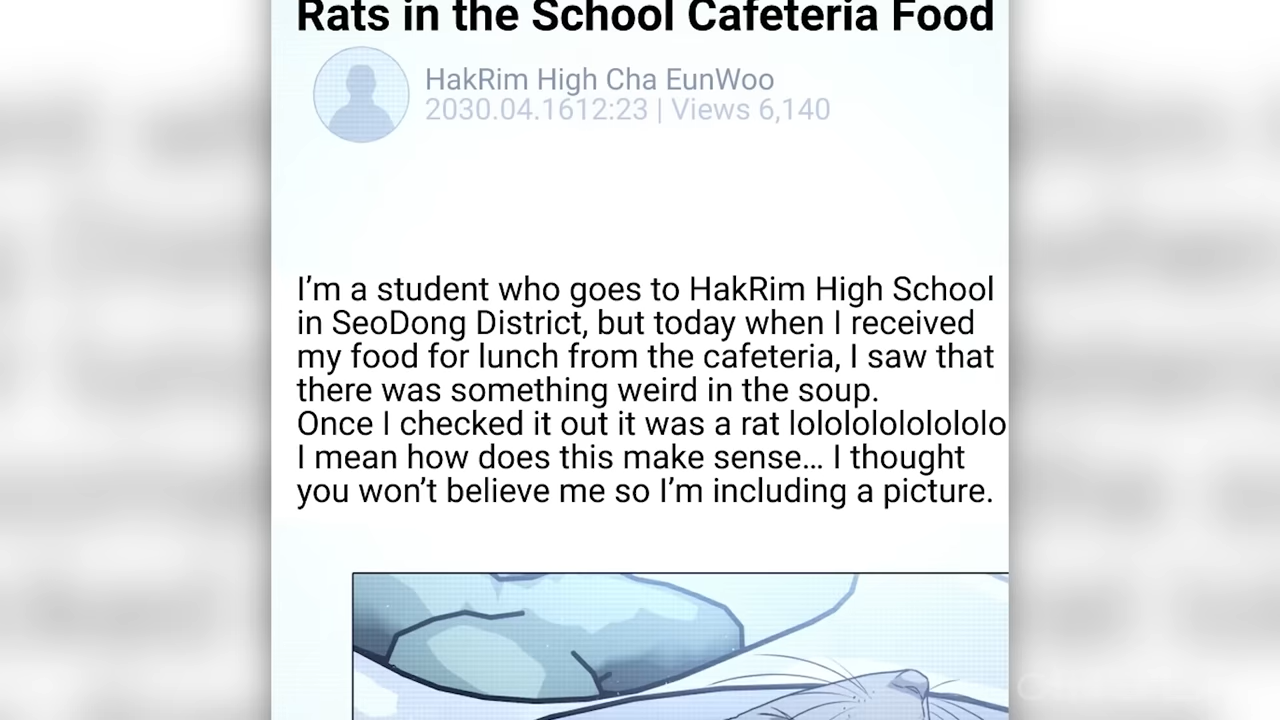 Rats in the School Cafeteria Food
HakRim High Cha EunWoo
2030.04.1612:23 | Views 6,140
I'm a student who goes to HakRim High School
in SeoDong District, but today when I received
my food for lunch from the cafeteria, I saw that
there was something weird in the soup.
Once I checked it out it was a rat lolololololololo
I mean how does this make sense… I thought
you won't believe me so I'm including a picture.